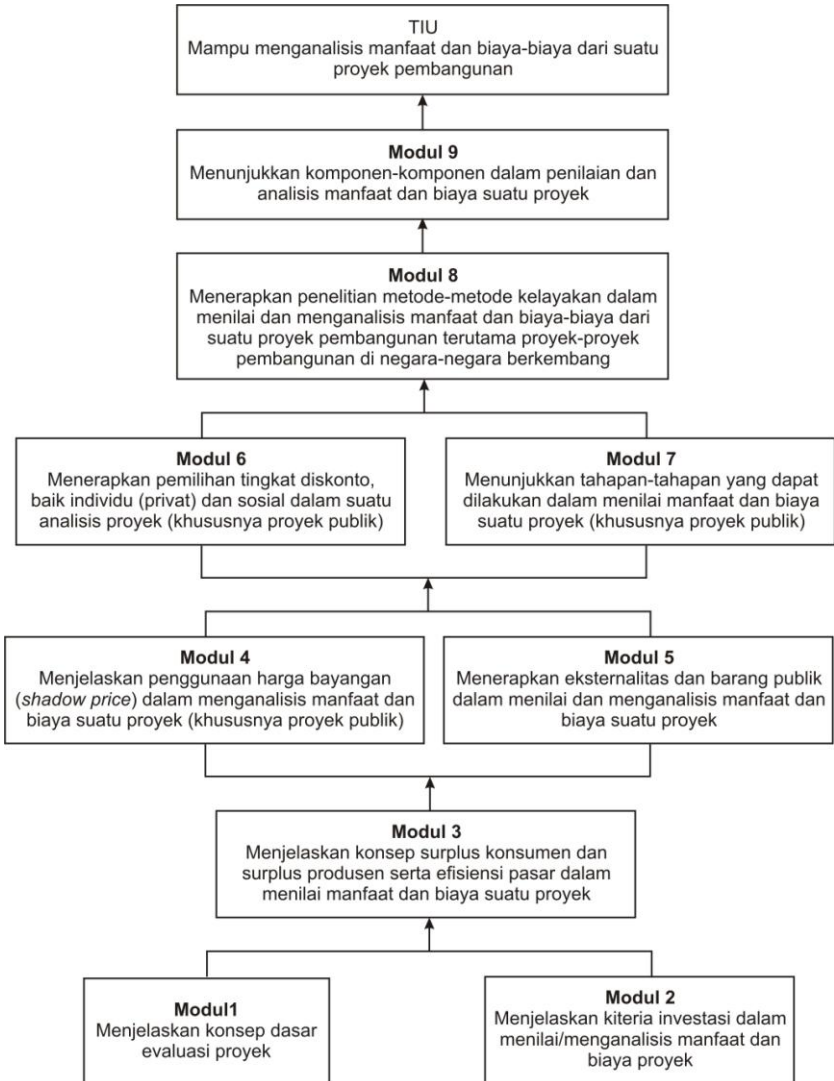 TIU
Mampu menganalisis manfaat dan biaya-biaya dari suatu
proyek pembangunan
Modul 9
Menunjukkan komponen-komponen dalam penilaian dan
analisis manfaat dan biaya suatu proyek
Modul 8
Menerapkan penelitian metode-metode kelayakan dalam
menilai dan menganalisis manfaat dan biaya-biaya dari
suatu proyek pembangunan terutama proyek-proyek
pembangunan di negara-negara berkembang
Modul 6
Menerapkan pemilihan tingkat diskonto,
baik individu (privat) dan sosial dalam suatu
analisis proyek (khususnya proyek publik)
Modul 7
Menunjukkan tahapan-tahapan yang dapat
dilakukan dalam menilai manfaat dan biaya
suatu proyek (khususnya proyek publik)
Modul 4
Menjelaskan penggunaan harga bayangan
(shadow price) dalam menganalisis manfaat dan
biaya suatu proyek (khususnya proyek publik)
Modul 5
Menerapkan eksternalitas dan barang publik
dalam menilai dan menganalisis manfaat dan
biaya suatu proyek
Modul 3
Menjelaskan konsep surplus konsumen dan
surplus produsen serta efisiensi pasar dalam
menilai manfaat dan biaya suatu proyek
Modul1
Menjelaskan konsep dasar
evaluasi proyek
Modul 2
Menjelaskan kiteria investasi dalam
menilai/menganalisis manfaat dan
biaya proyek